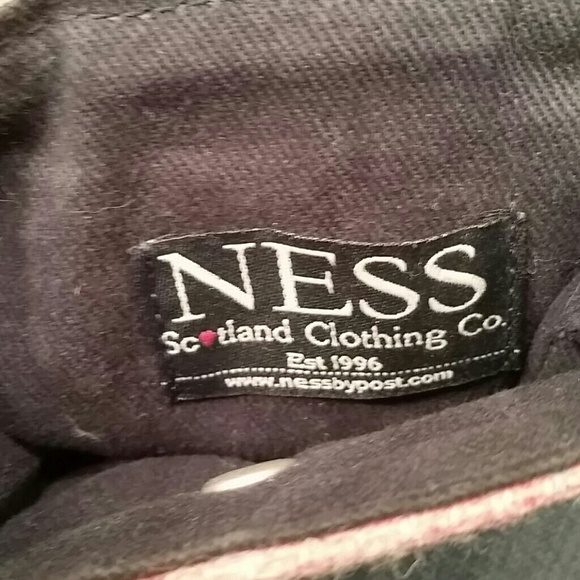 NESS
Scotland Clothing Co.
Est 1996
www.nessbypost.com